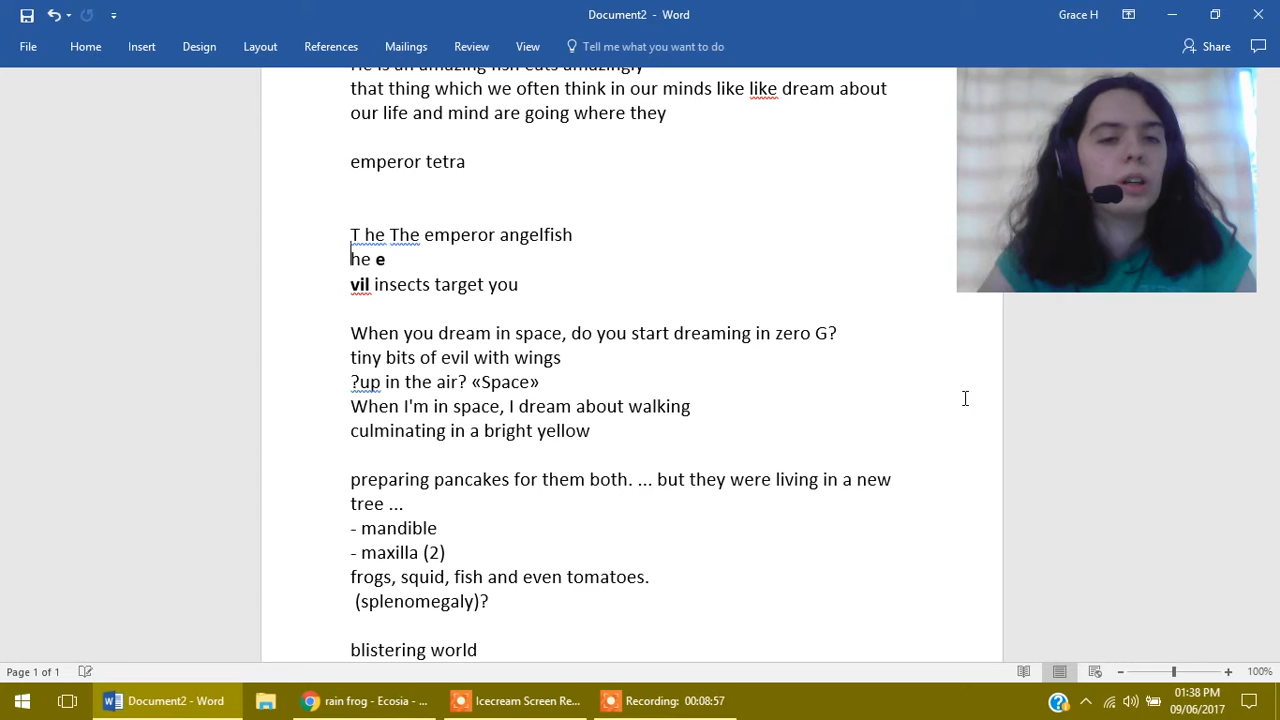 Document2 - Word
Grace H
File Home Insert Design Layout References Mailings Review View Tell me what you want to do Share
He is an amazing fish eats amazingly
that thing which we often think in our minds like like dream about
our life and mind are going where they
emperor tetra
T he The emperor angelfish
he e
vil insects target you
When you dream in space, do you start dreaming in zero G?
tiny bits of evil with wings
?up in the air? «Space»
When I'm in space, I dream about walking
culminating in a bright yellow
preparing pancakes for them both. ... but they were living in a new
tree ...
- mandible
- maxilla (2)
frogs, squid, fish and even tomatoes.
(splenomegaly)?
blistering world
Page 1 of 1
100%
Document2 - Word
rain frog - Ecosia - ...
Icecream Screen Re...
Recording: 00:08:57
01:38 PM
09/06/2017